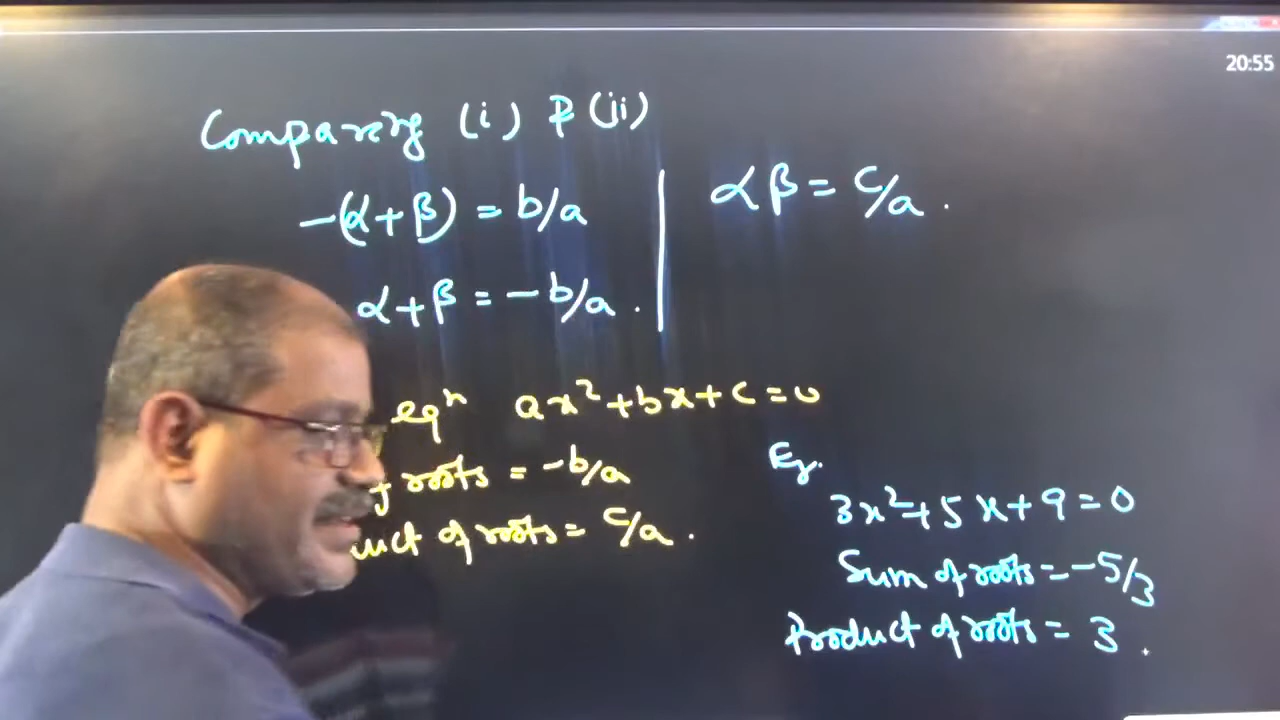 20:55
Comparing (i) & (ii)
-(α+β) = b/a
αβ = c/a .
α+β = -b/a .
eqⁿ ax²+bx+c=0
roots = -b/a
of roots = c/a .
Eg.
3x²+5x+9=0
Sum of roots = -5/3
Product of roots = 3 .